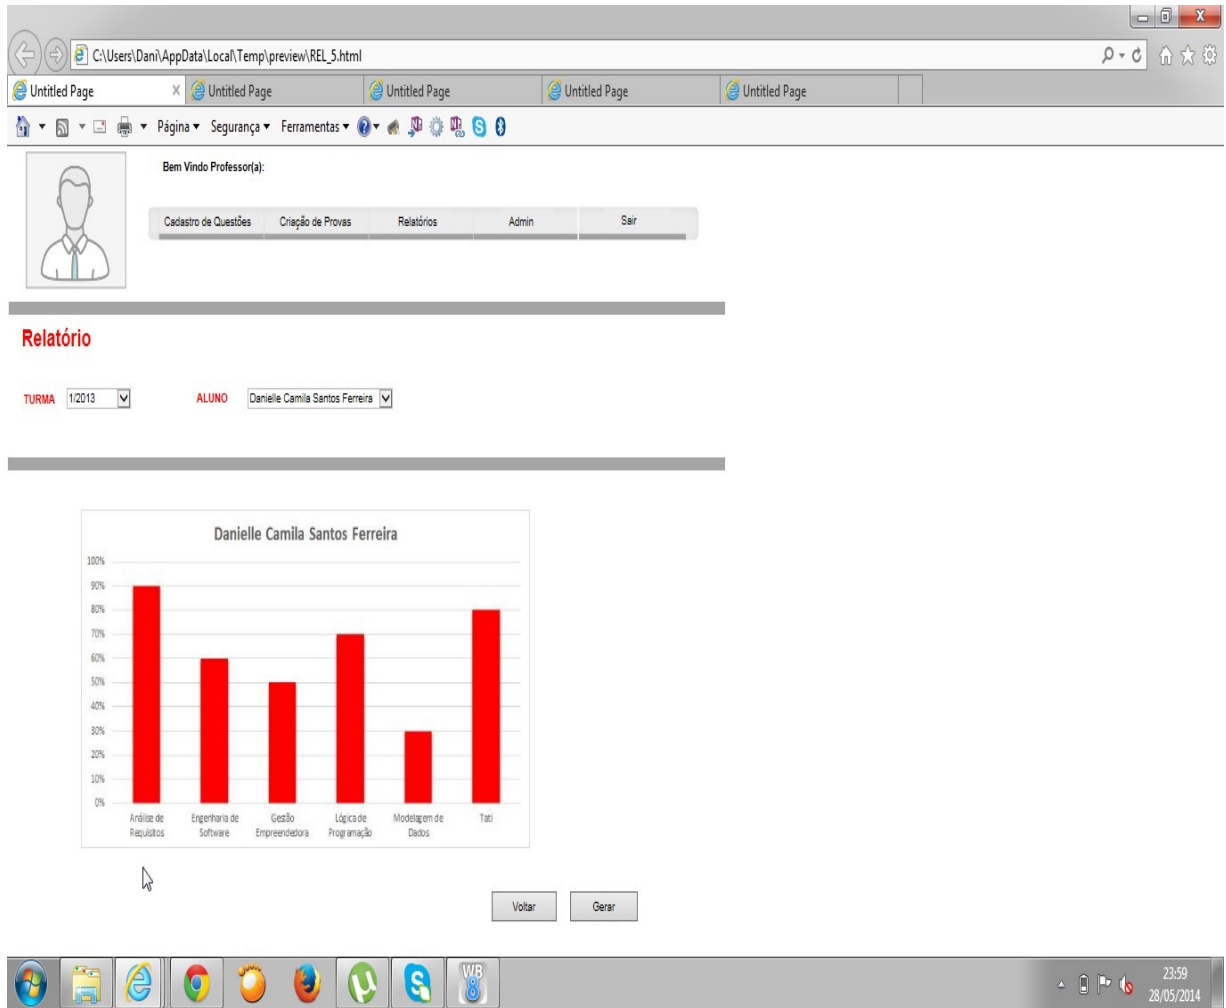 C:\Users\Dani\AppData\Local\Temp\preview\REL_5.html
Untitled Page Untitled Page Untitled Page Untitled Page Untitled Page
Página Segurança Ferramentas
Bem Vindo Professor(a):
Cadastro de Questões Criação de Provas Relatórios Admin Sair
Relatório
TURMA 1/2013 ALUNO Danielle Camila Santos Ferreira
Danielle Camila Santos Ferreira
100%
90%
80%
70%
60%
50%
40%
30%
20%
10%
0%
Análise de Engenharia de Gestão Lógica de Modelagem de Tati
Requisitos Software Empreendedora Programação Dados
Voltar Gerar
WB
8
23:59
28/05/2014